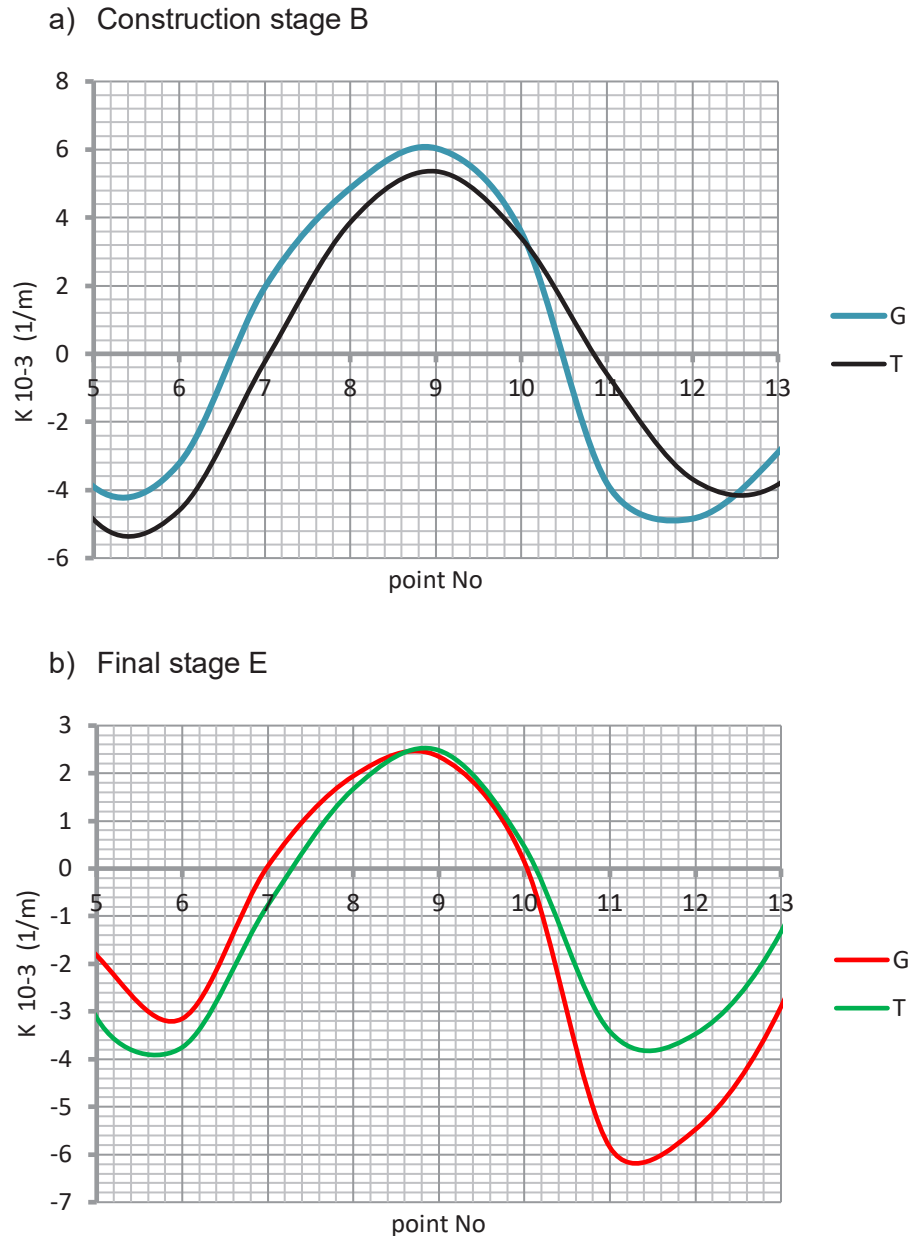 a) Construction stage B
8
6
4
2
0
-2
-4
-6
5 6 7 8 9 10 11 12 13
K 10-3 (1/m)
point No
G
T
b) Final stage E
3
2
1
0
-1
-2
-3
-4
-5
-6
-7
5 6 7 8 9 10 11 12 13
K 10-3 (1/m)
point No
G
T